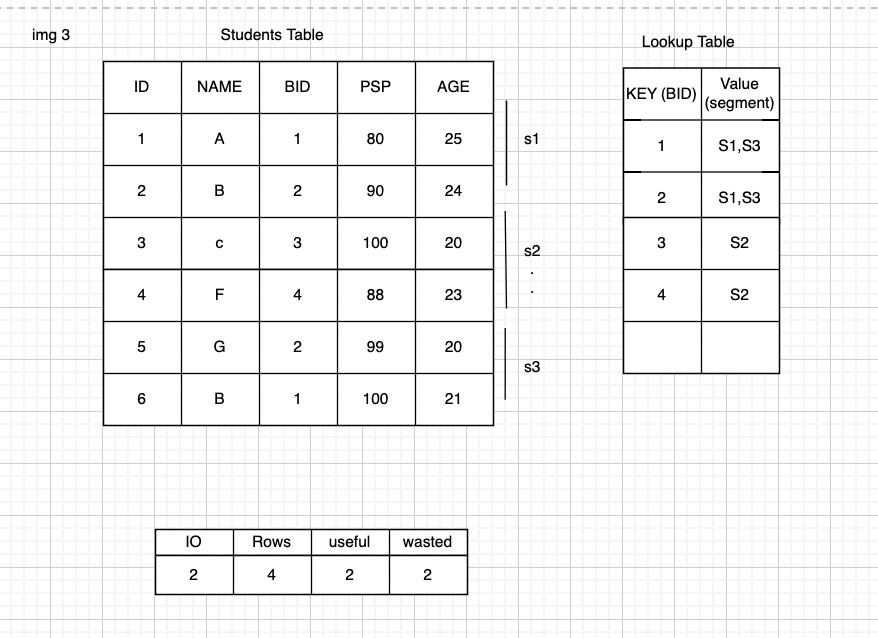 img 3
Students Table
Lookup Table
ID NAME BID PSP AGE
1 A 1 80 25
2 B 2 90 24
3 c 3 100 20
4 F 4 88 23
5 G 2 99 20
6 B 1 100 21
s1
s2
.
.
s3
KEY (BID) Value
(segment)
1 S1,S3
2 S1,S3
3 S2
4 S2
IO Rows useful wasted
2 4 2 2